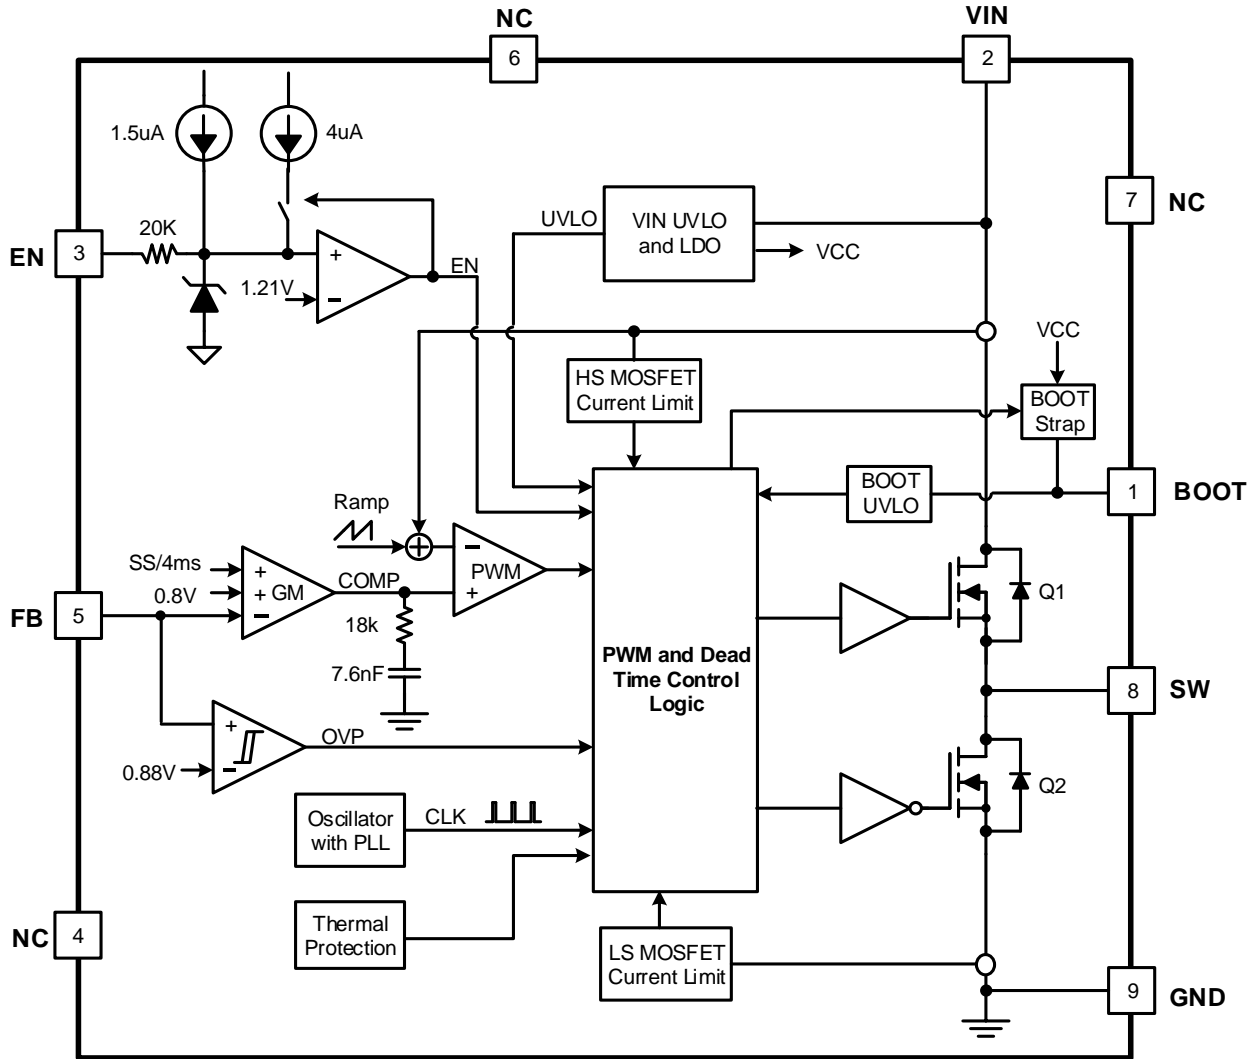 NC
VIN
6
2
1.5uA
4uA
7
NC
UVLO
VIN UVLO
and LDO
VCC
20K
EN
3
+
EN
1.21V
−
VCC
HS MOSFET
Current Limit
BOOT
Strap
BOOT
UVLO
1
BOOT
Ramp
+
−
PWM
+
SS/4ms
0.8V
+
+
−
GM
COMP
FB
5
18k
7.6nF
PWM and Dead
Time Control
Logic
Q1
8
SW
+
−
OVP
0.88V
Q2
Oscillator
with PLL
CLK
Thermal
Protection
NC
4
LS MOSFET
Current Limit
9
GND